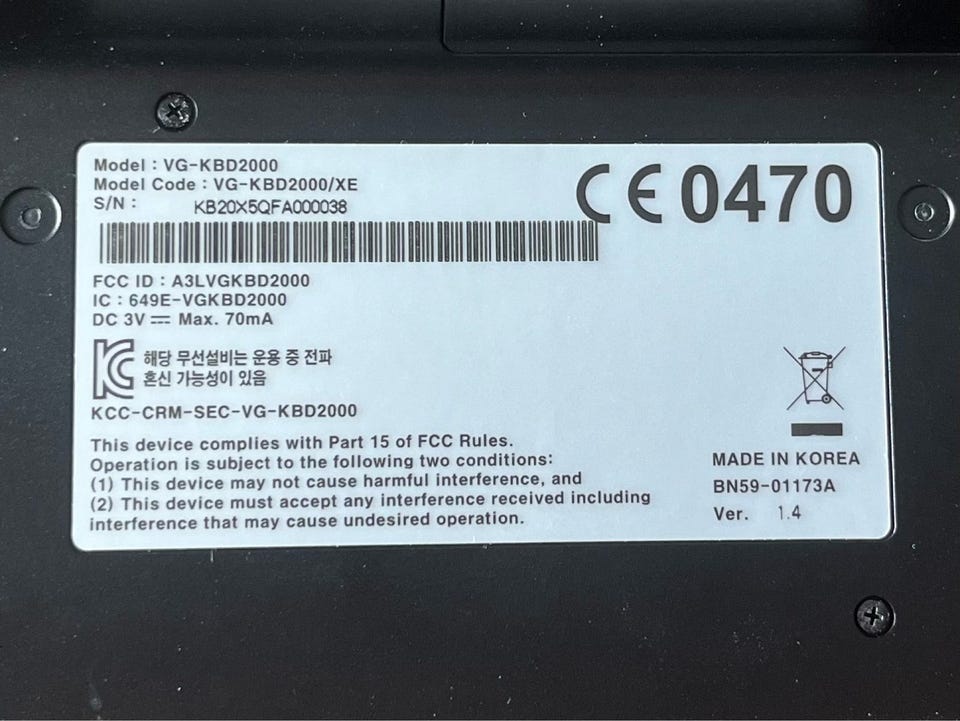 Model : VG-KBD2000
Model Code : VG-KBD2000/XE
S/N : KB20X5QFA000038
CE 0470
FCC ID : A3LVGKBD2000
IC : 649E-VGKBD2000
DC 3V ⎓ Max. 70mA
해당 무선설비는 운용 중 전파
혼신 가능성이 있음
KCC-CRM-SEC-VG-KBD2000
This device complies with Part 15 of FCC Rules.
Operation is subject to the following two conditions:
(1) This device may not cause harmful interference, and
(2) This device must accept any interference received including
interference that may cause undesired operation.
MADE IN KOREA
BN59-01173A
Ver. 1.4